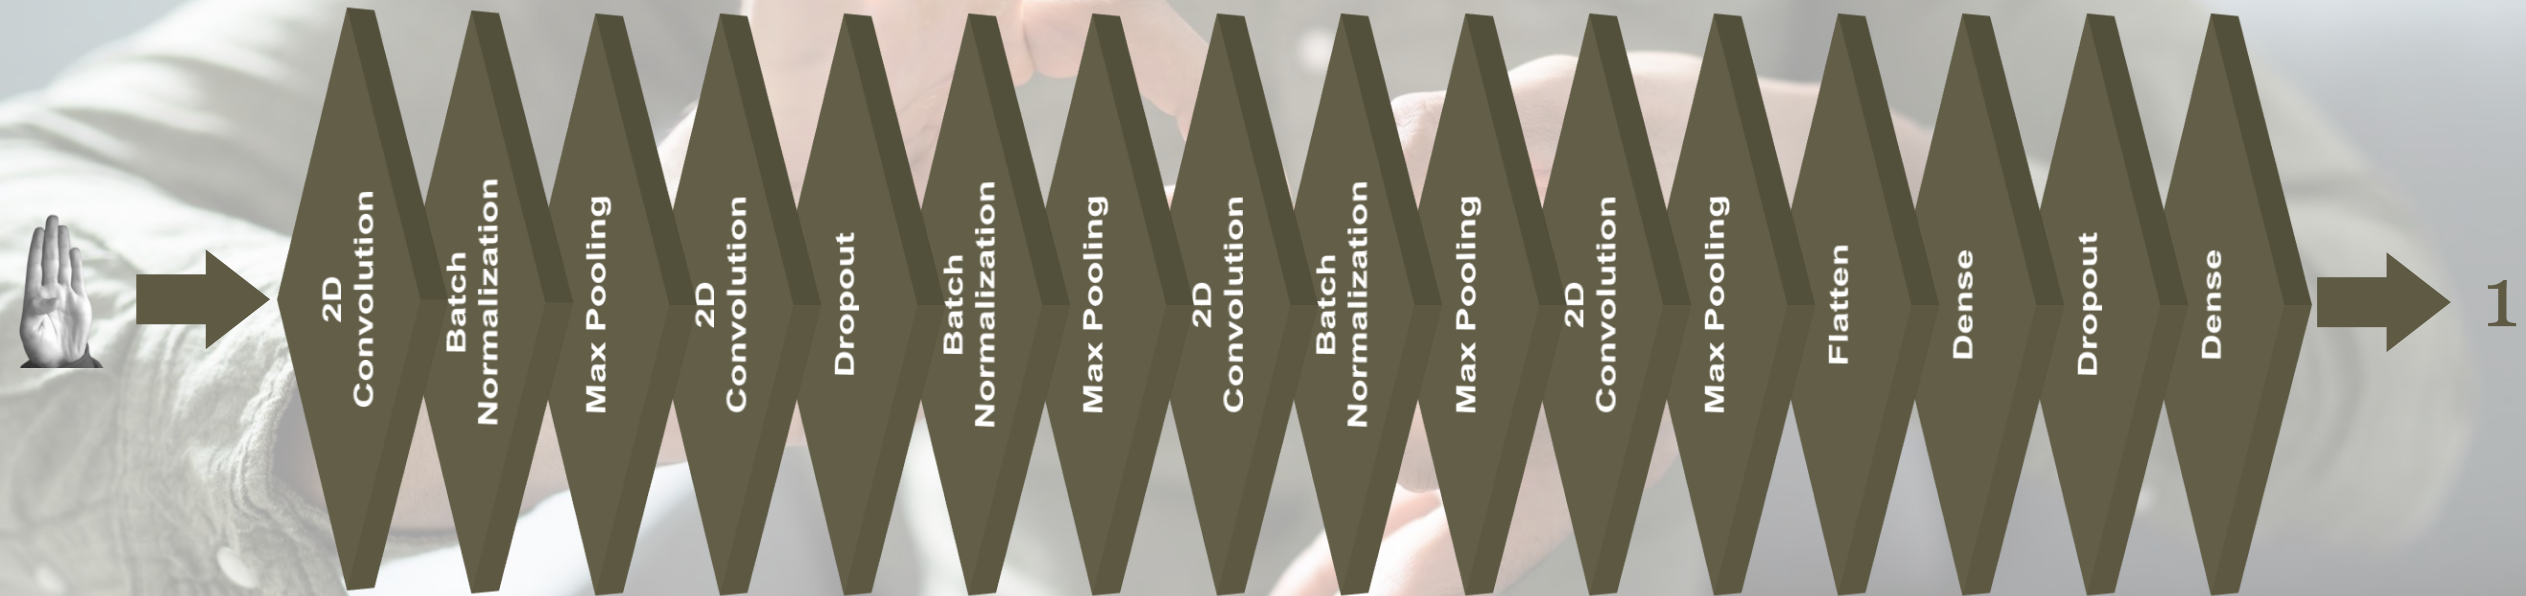 2D
Convolution
Batch
Normalization
Max Pooling
2D
Convolution
Dropout
Batch
Normalization
Max Pooling
2D
Convolution
Batch
Normalization
Max Pooling
2D
Convolution
Max Pooling
Flatten
Dense
Dropout
Dense
1